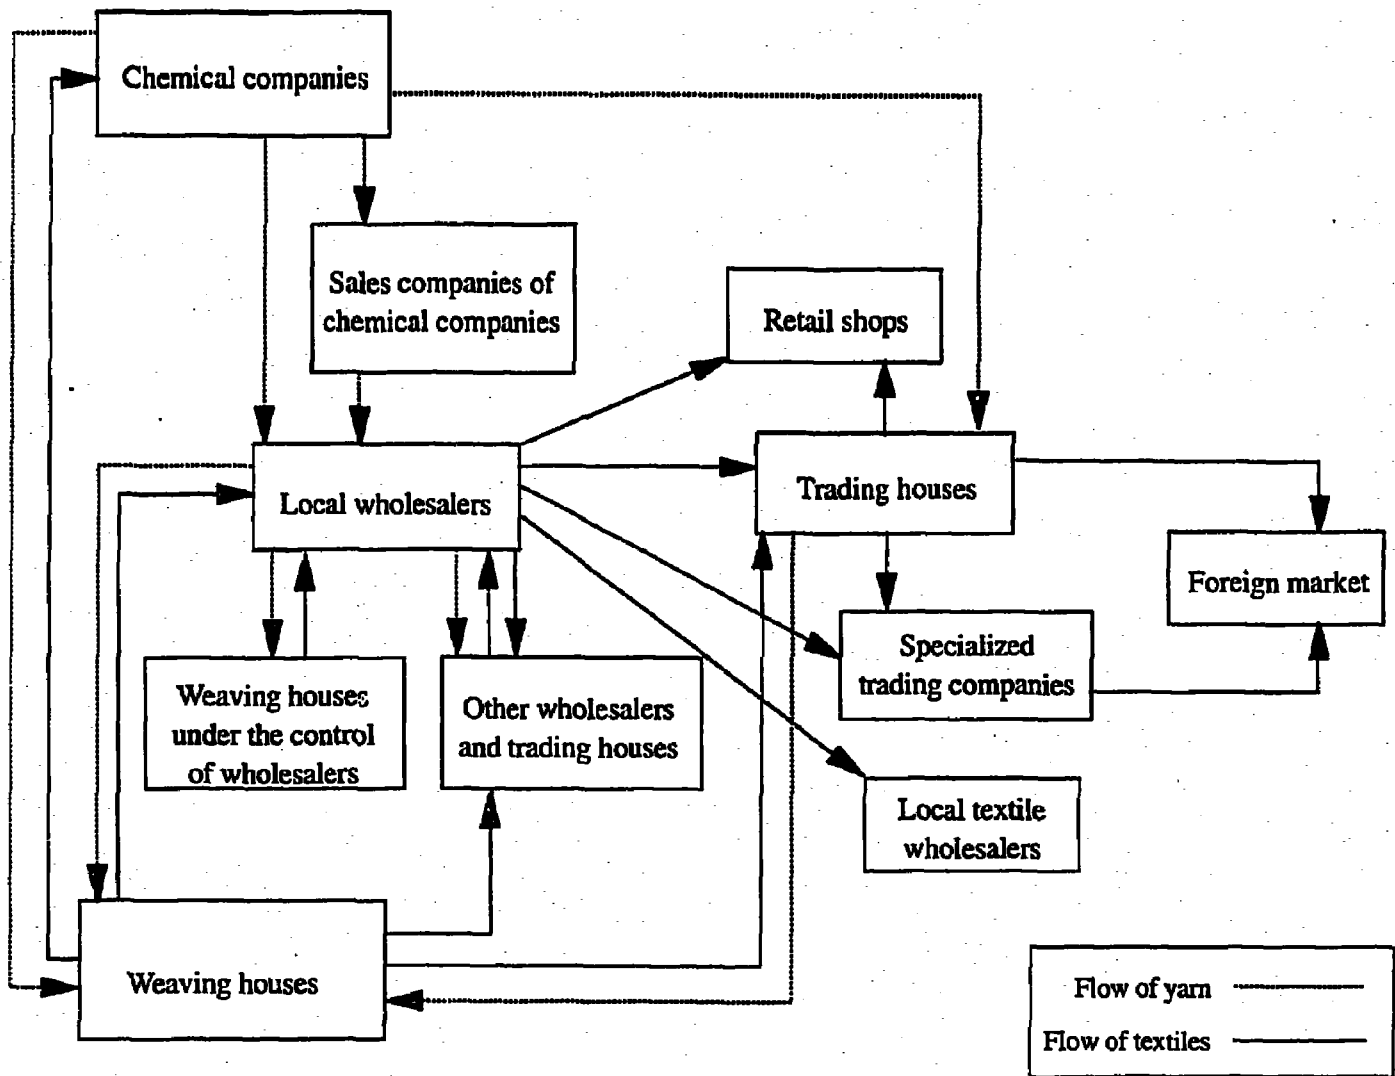 Chemical companies
Sales companies of
chemical companies
Retail shops
Local wholesalers
Trading houses
Foreign market
Weaving houses
under the control
of wholesalers
Other wholesalers
and trading houses
Specialized
trading companies
Local textile
wholesalers
Weaving houses
Flow of yarn
Flow of textiles